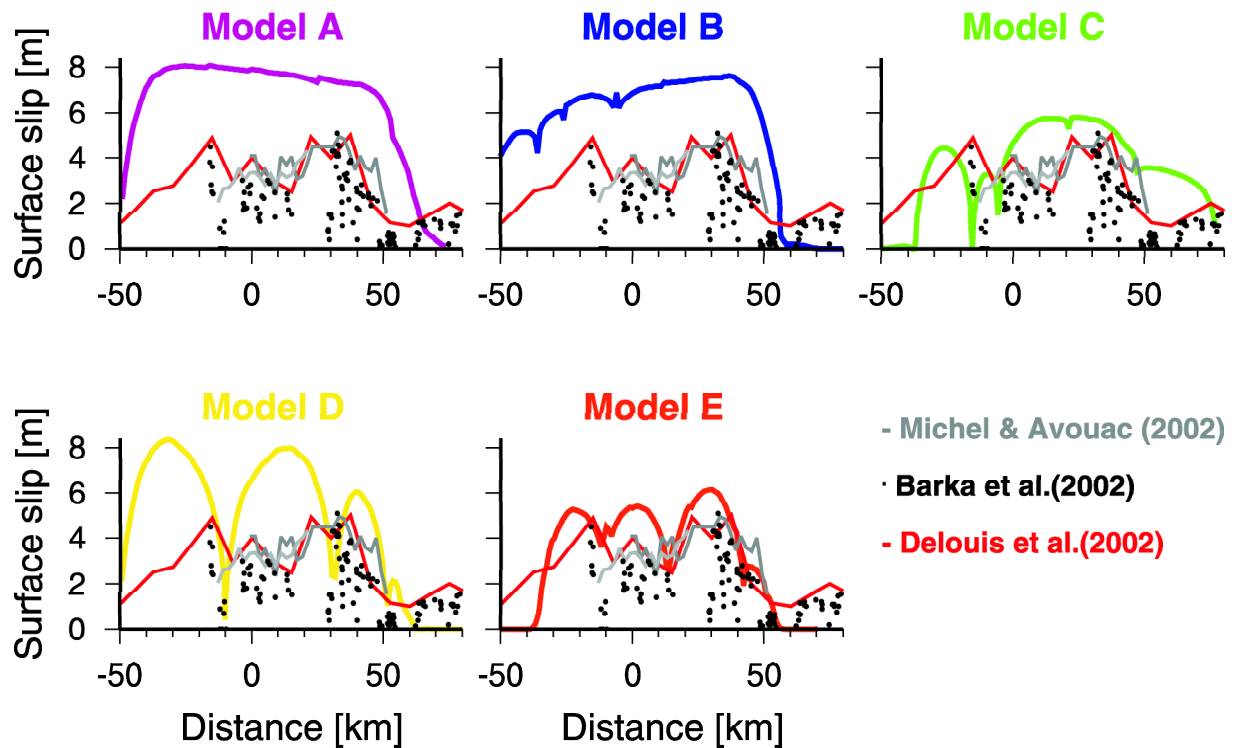 Model A
Model B
Model C
Surface slip [m]
8
6
4
2
0
-50
0
50
-50
0
50
-50
0
50
Model D
Model E
Surface slip [m]
8
6
4
2
0
-50
0
50
-50
0
50
Distance [km]
Distance [km]
- Michel & Avouac (2002)
· Barka et al.(2002)
- Delouis et al.(2002)